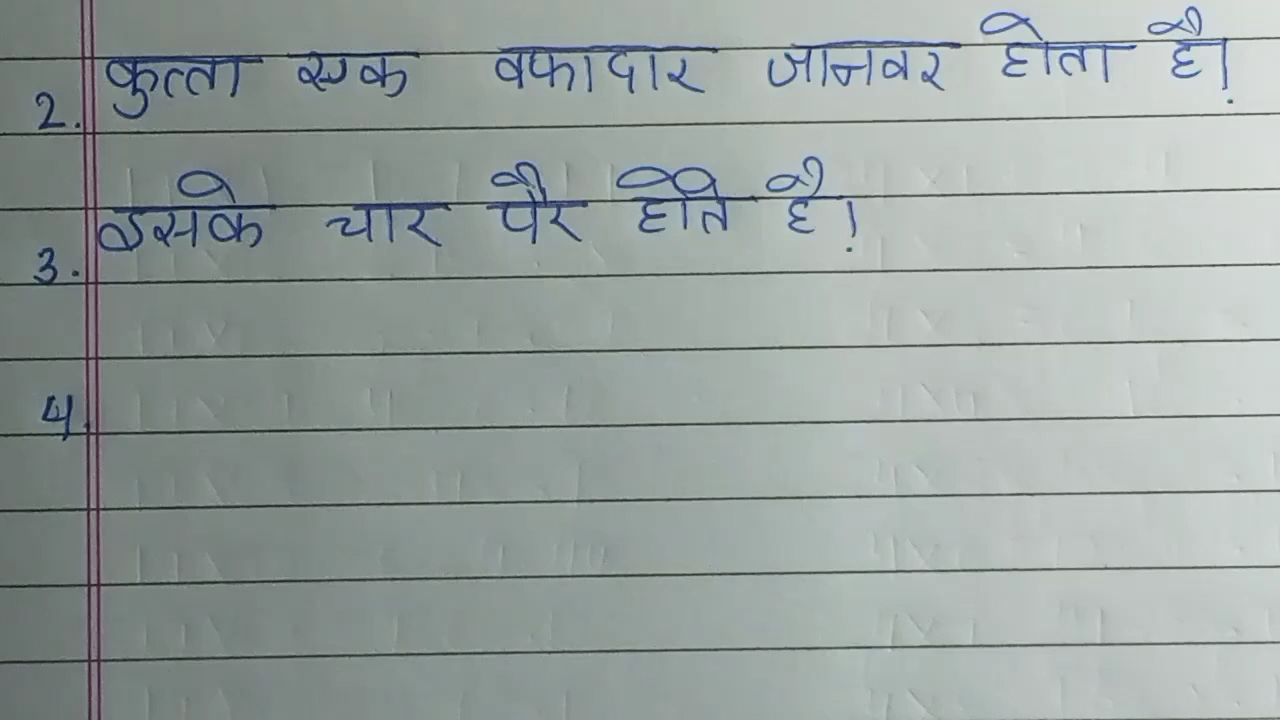 2. कुत्ता एक वफादार जानवर होता है।
3. इसके चार पैर होते है।
4.